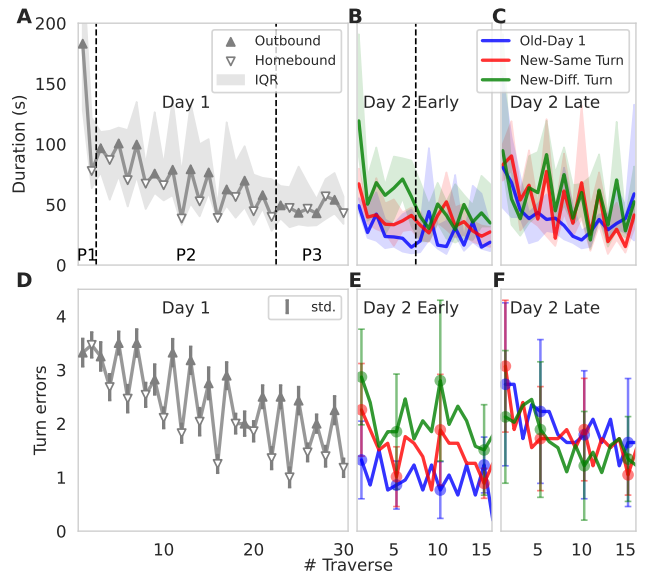 A
B
C
200
150
100
50
0
Duration (s)
Outbound
Homebound
IQR
Day 1
P1
P2
P3
Day 2 Early
Old-Day 1
New-Same Turn
New-Diff. Turn
Day 2 Late
D
E
F
4
3
2
1
0
Turn errors
Day 1
std.
Day 2 Early
Day 2 Late
10
20
30
5
10
15
5
10
15
# Traverse